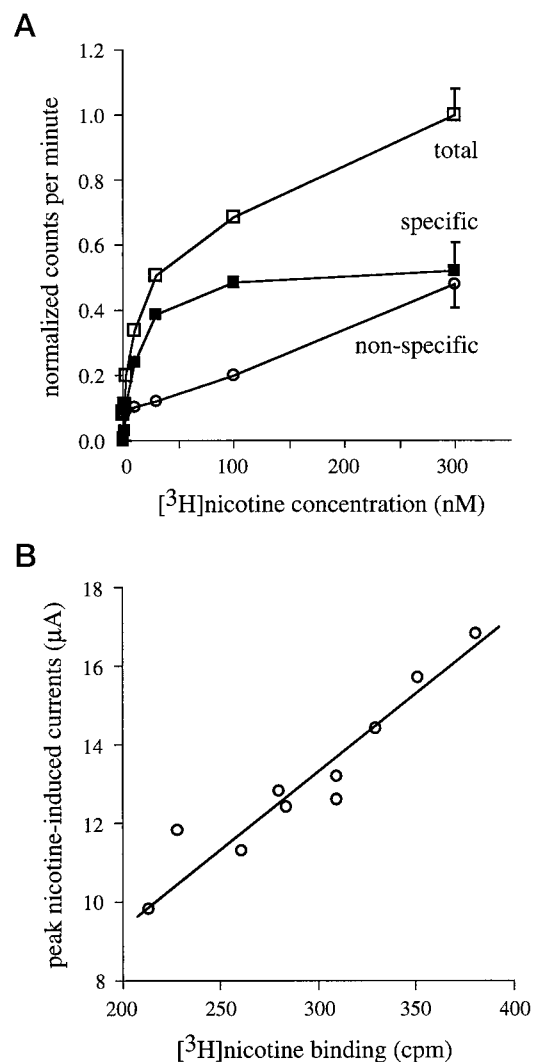 A
1.2
1.0
0.8
0.6
0.4
0.2
0.0
normalized counts per minute
total
specific
non-specific
0 100 200 300
[3H]nicotine concentration (nM)
B
18
16
14
12
10
8
peak nicotine-induced currents (µA)
200 250 300 350 400
[3H]nicotine binding (cpm)